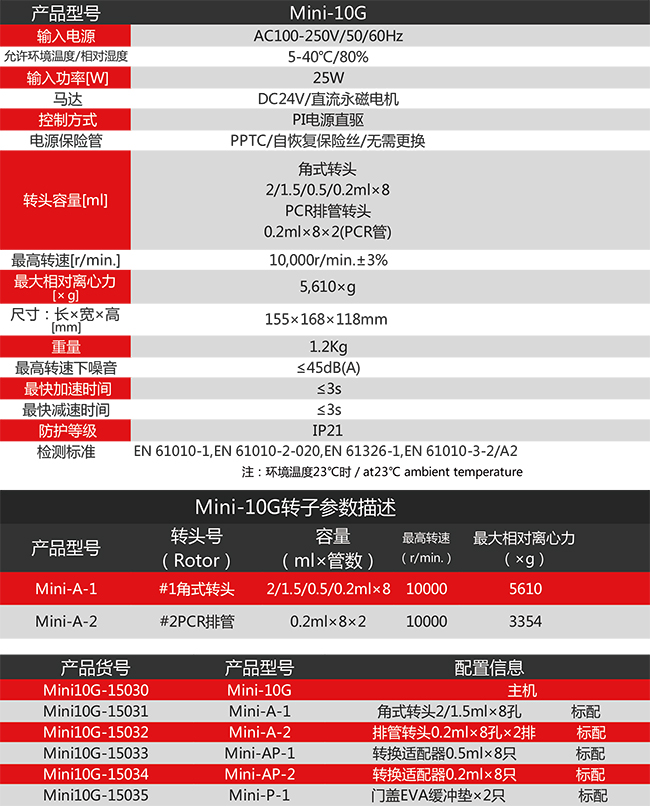 产品型号 Mini-10G
输入电源 AC100-250V/50/60Hz
允许环境温度/相对湿度 5-40℃/80%
输入功率[W] 25W
马达 DC24V/直流永磁电机
控制方式 PI电源直驱
电源保险管 PPTC/自恢复保险丝/无需更换
转头容量[ml]
角式转头
2/1.5/0.5/0.2ml×8
PCR排管转头
0.2ml×8×2(PCR管)
最高转速[r/min.] 10,000r/min.±3%
最大相对离心力
[×g]
5,610×g
尺寸：长×宽×高
[mm]
155×168×118mm
重量 1.2Kg
最高转速下噪音 ≤45dB(A)
最快加速时间 ≤3s
最快减速时间 ≤3s
防护等级 IP21
检测标准 EN 61010-1,EN 61010-2-020,EN 61326-1,EN 61010-3-2/A2
注：环境温度23℃时 / at23℃ ambient temperature
Mini-10G转子参数描述
产品型号
转头号
（Rotor）
容量
（ml×管数）
最高转速
（r/min.）
最大相对离心力
（×g）
Mini-A-1 #1角式转头 2/1.5/0.5/0.2ml×8 10000 5610
Mini-A-2 #2PCR排管 0.2ml×8×2 10000 3354
产品货号 产品型号 配置信息
Mini10G-15030 Mini-10G 主机
Mini10G-15031 Mini-A-1 角式转头2/1.5ml×8孔 标配
Mini10G-15032 Mini-A-2 排管转头0.2ml×8孔×2排 标配
Mini10G-15033 Mini-AP-1 转换适配器0.5ml×8只 标配
Mini10G-15034 Mini-AP-2 转换适配器0.2ml×8只 标配
Mini10G-15035 Mini-P-1 门盖EVA缓冲垫×2只 标配